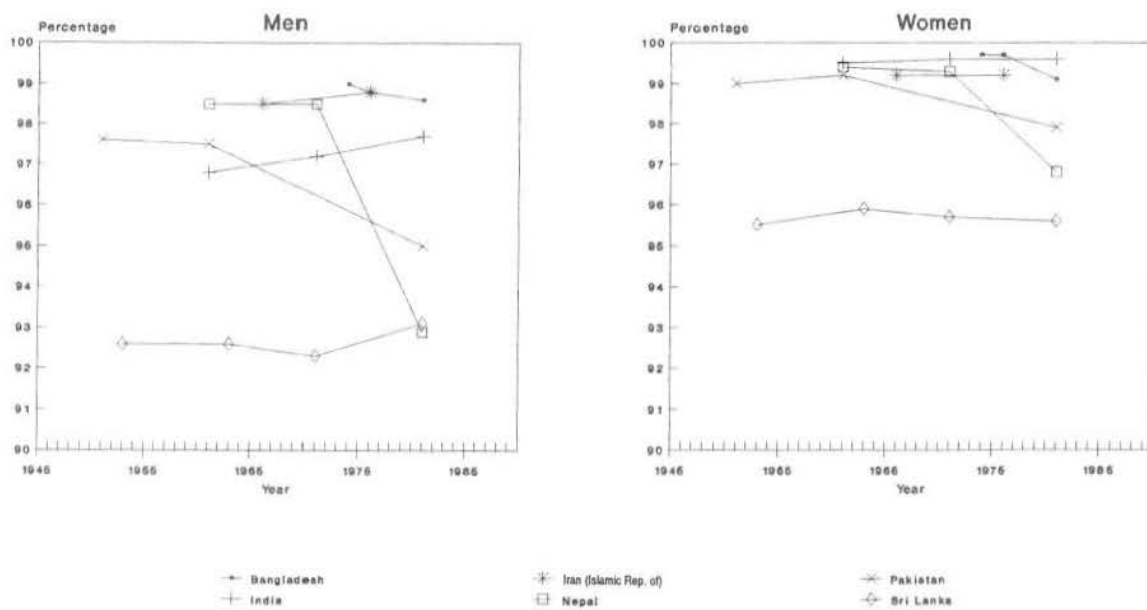 Men
Percentage
100
99
98
97
96
95
94
93
92
91
90
1945 1955 1965 1975 1985
Year
Women
Percentage
100
99
98
97
96
95
94
93
92
91
90
1945 1955 1965 1975 1985
Year
Bangladesh
Iran (Islamic Rep. of)
Pakistan
India
Nepal
Sri Lanka